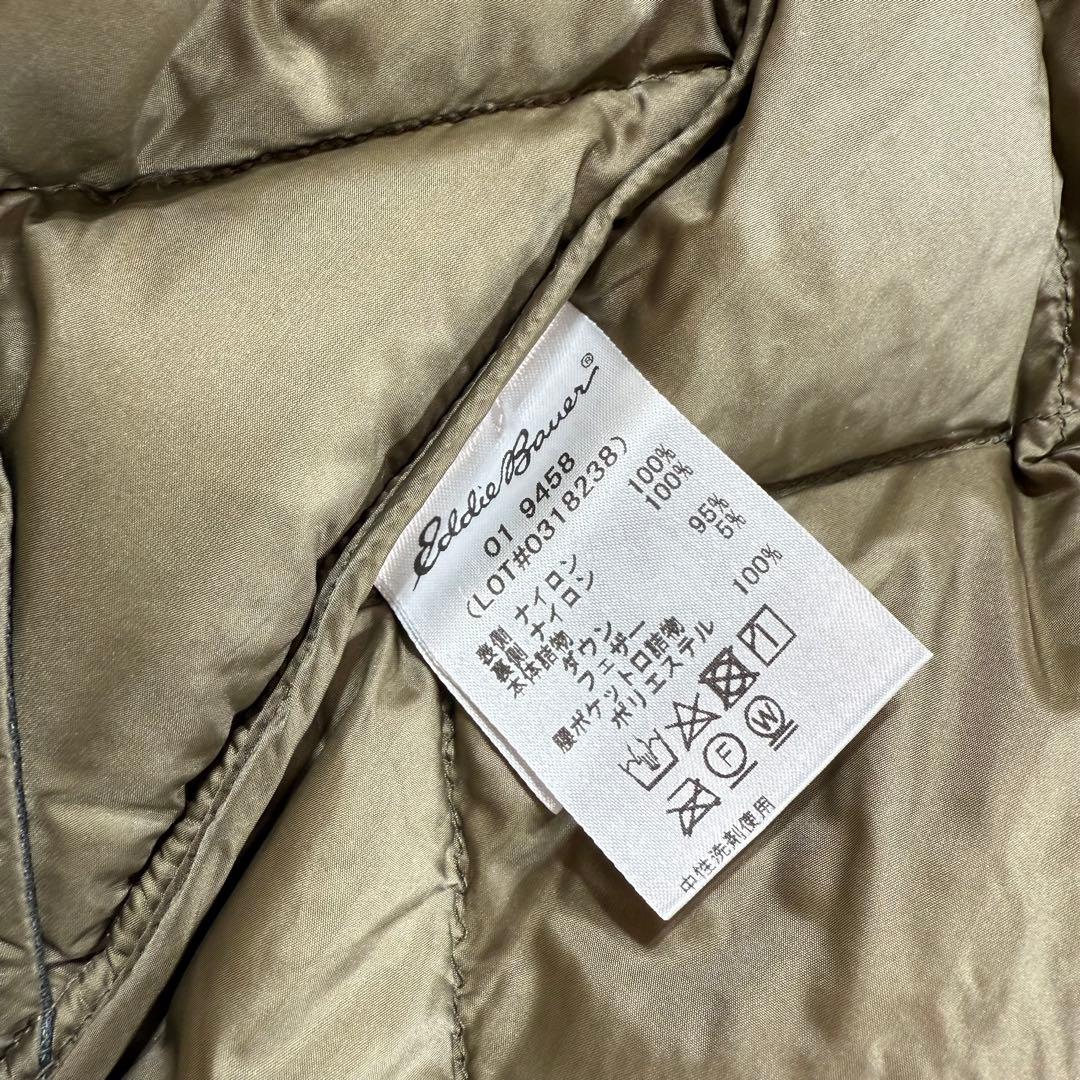 Eddie Bauer®
01 9458
(LOT#0318238)
表側 ナイロン 100%
裏側 ナイロン 100%
本体詰物
ダウン 95%
フェザー 5%
腰ポケット口詰物
ポリエステル 100%
F W
中性洗剤使用